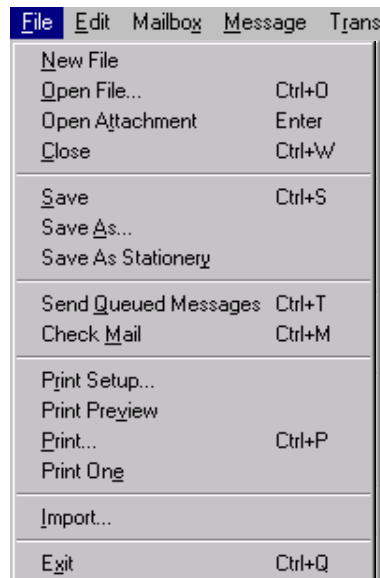 File Edit Mailbox Message Trans
New File
Open File... Ctrl+O
Open Attachment Enter
Close Ctrl+W
Save Ctrl+S
Save As...
Save As Stationery
Send Queued Messages Ctrl+T
Check Mail Ctrl+M
Print Setup...
Print Preview
Print... Ctrl+P
Print One
Import...
Exit Ctrl+Q